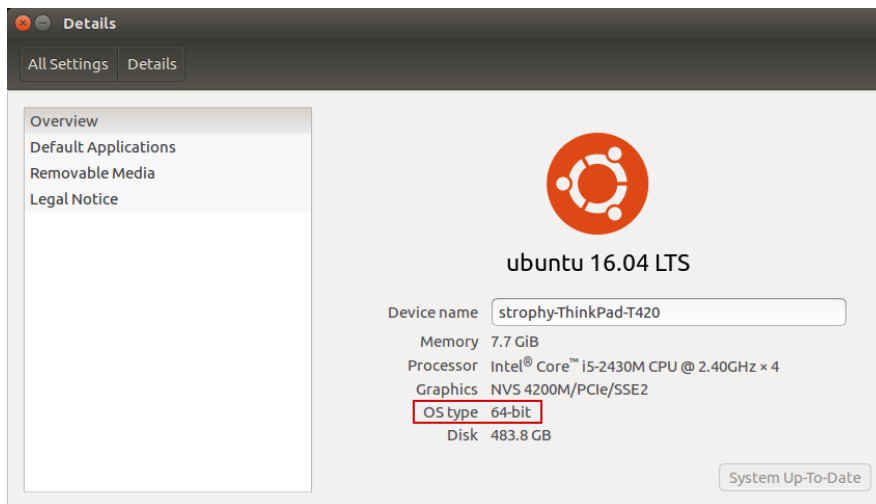 Details
All Settings Details
Overview
Default Applications
Removable Media
Legal Notice
ubuntu 16.04 LTS
Device name strophy-ThinkPad-T420
Memory 7.7 GiB
Processor Intel® Core™ i5-2430M CPU @ 2.40GHz × 4
Graphics NVS 4200M/PCIe/SSE2
OS type 64-bit
Disk 483.8 GB
System Up-To-Date